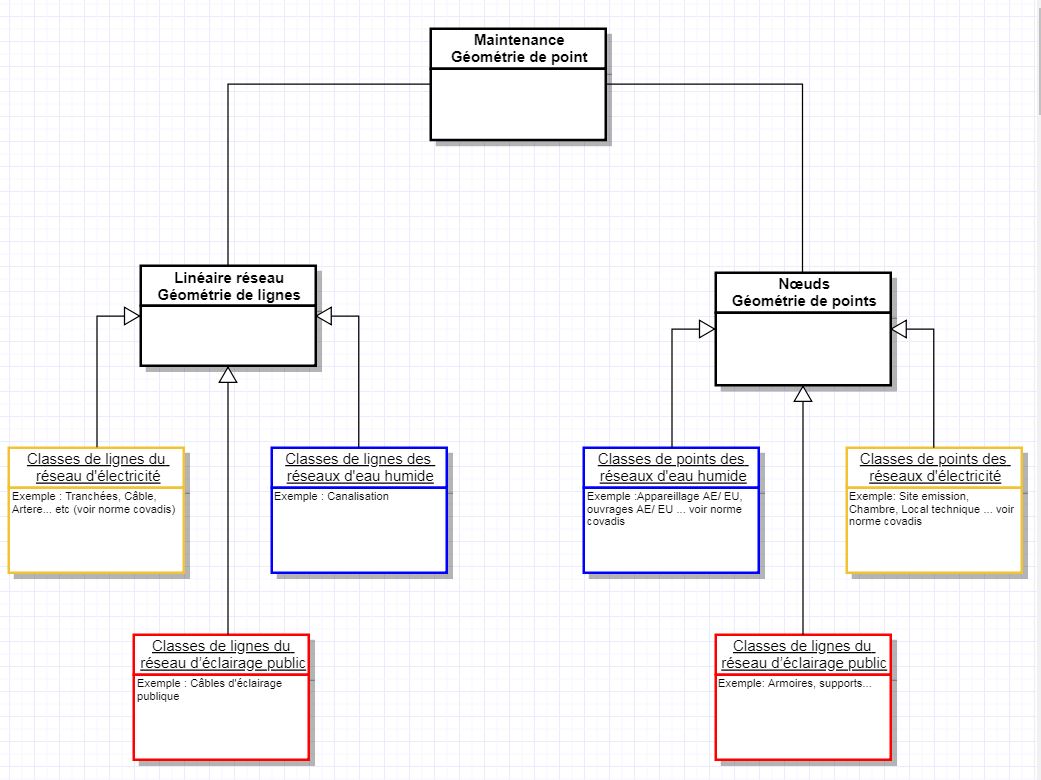 Maintenance
Géométrie de point
Linéaire réseau
Géométrie de lignes
Nœuds
Géométrie de points
Classes de lignes du
réseau d'électricité
Exemple : Tranchées, Câble,
Artere... etc (voir norme covadis)
Classes de lignes des
réseaux d'eau humide
Exemple : Canalisation
Classes de points des
réseaux d'eau humide
Exemple :Appareillage AE/ EU,
ouvrages AE/ EU ... voir norme
covadis
Classes de points des
réseaux d'électricité
Exemple: Site emission,
Chambre, Local technique ... voir
norme covadis
Classes de lignes du
réseau d’éclairage public
Exemple : Câbles d'éclairage
publique
Classes de lignes du
réseau d’éclairage public
Exemple: Armoires, supports...